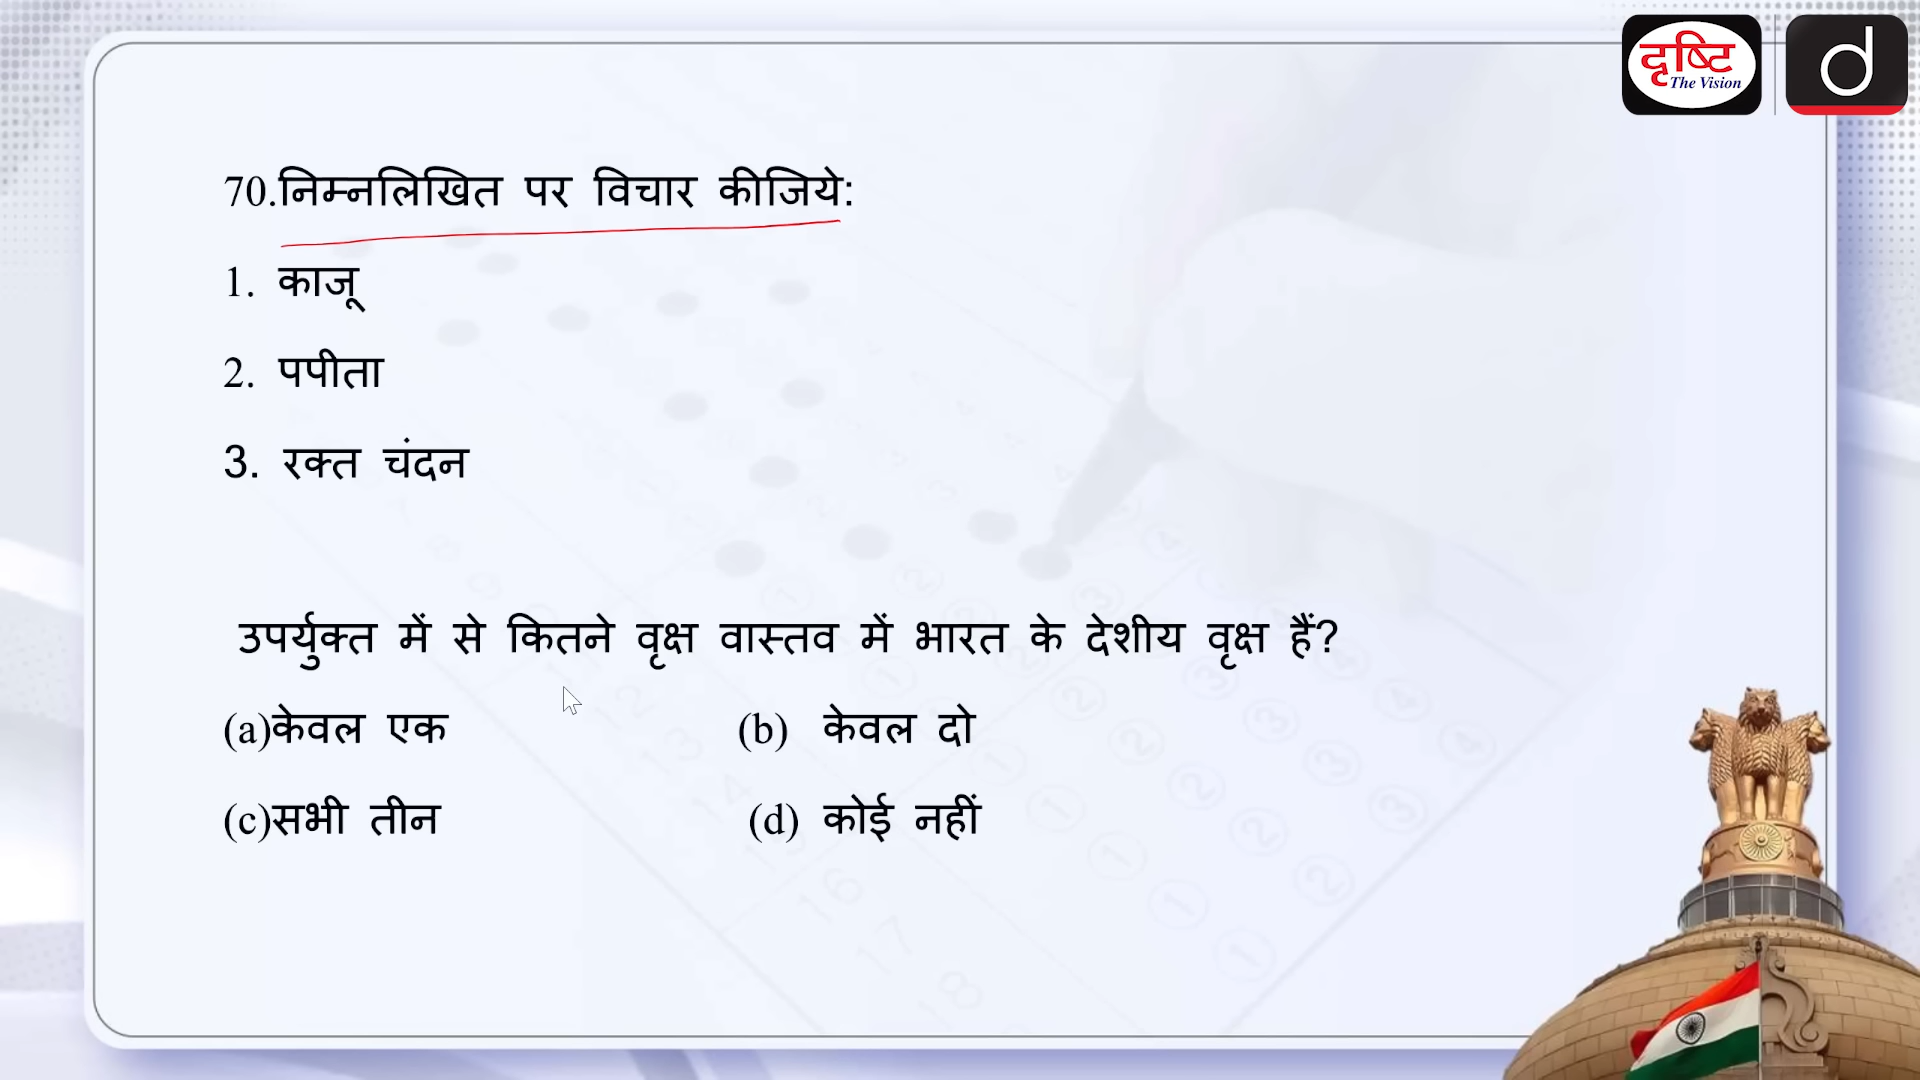 दृष्टि
The Vision
d
70.निम्नलिखित पर विचार कीजिये:
1. काजू
2. पपीता
3. रक्त चंदन
उपर्युक्त में से कितने वृक्ष वास्तव में भारत के देशीय वृक्ष हैं?
(a)केवल एक (b) केवल दो
(c)सभी तीन (d) कोई नहीं